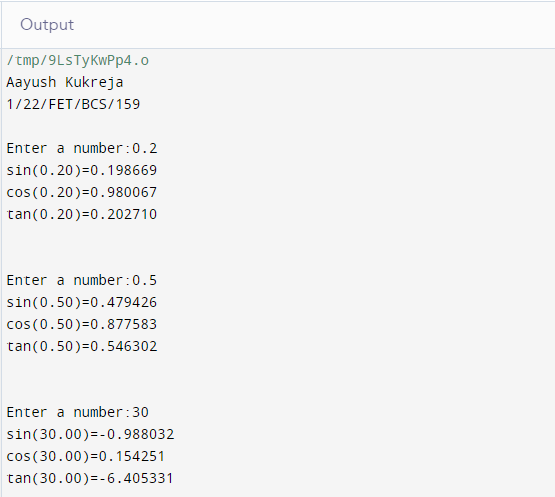 Output
/tmp/9LsTyKwPp4.o
Aayush Kukreja
1/22/FET/BCS/159
Enter a number:0.2
sin(0.20)=0.198669
cos(0.20)=0.980067
tan(0.20)=0.202710
Enter a number:0.5
sin(0.50)=0.479426
cos(0.50)=0.877583
tan(0.50)=0.546302
Enter a number:30
sin(30.00)=-0.988032
cos(30.00)=0.154251
tan(30.00)=-6.405331